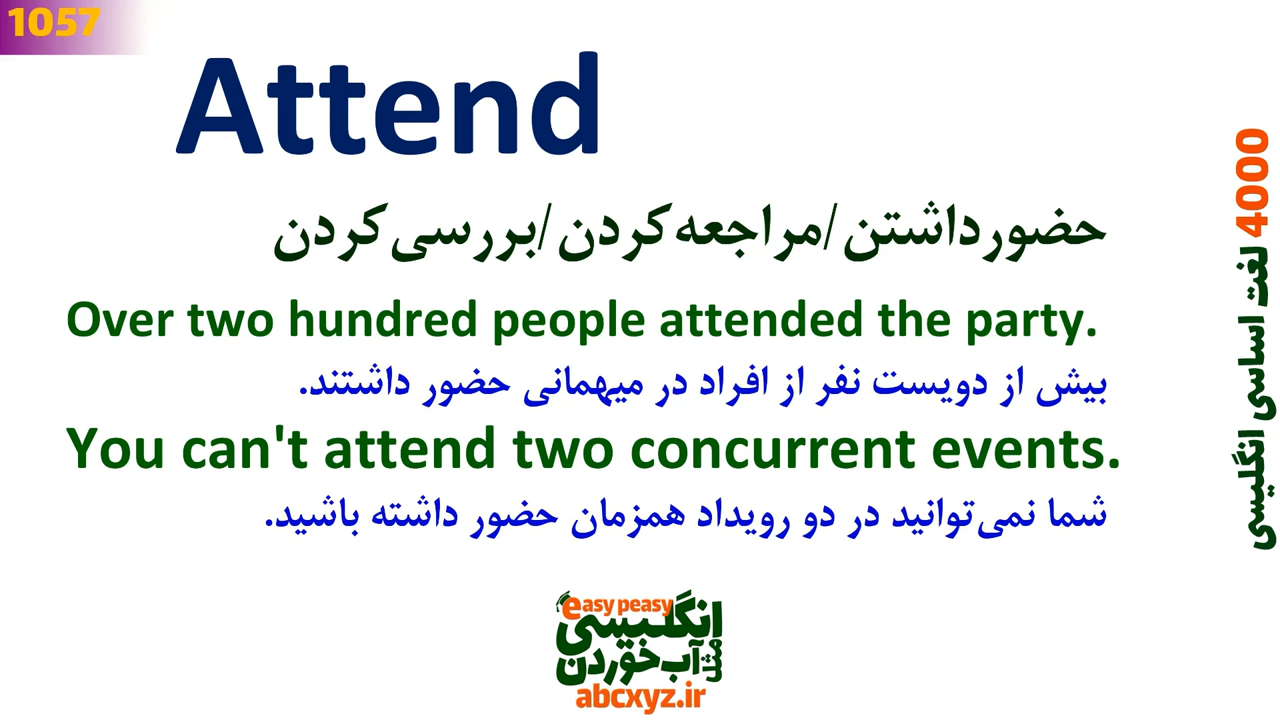 1057
Attend
حضور داشتن/مراجعه کردن/بررسی کردن
Over two hundred people attended the party.
بیش از دویست نفر از افراد در میهمانی حضور داشتند.
You can't attend two concurrent events.
شما نمی‌توانید در دو رویداد همزمان حضور داشته باشید.
4000 لغت اساسی انگلیسی
easy peasy
انگلیسی
مثل آب خوردن
abcxyz.ir